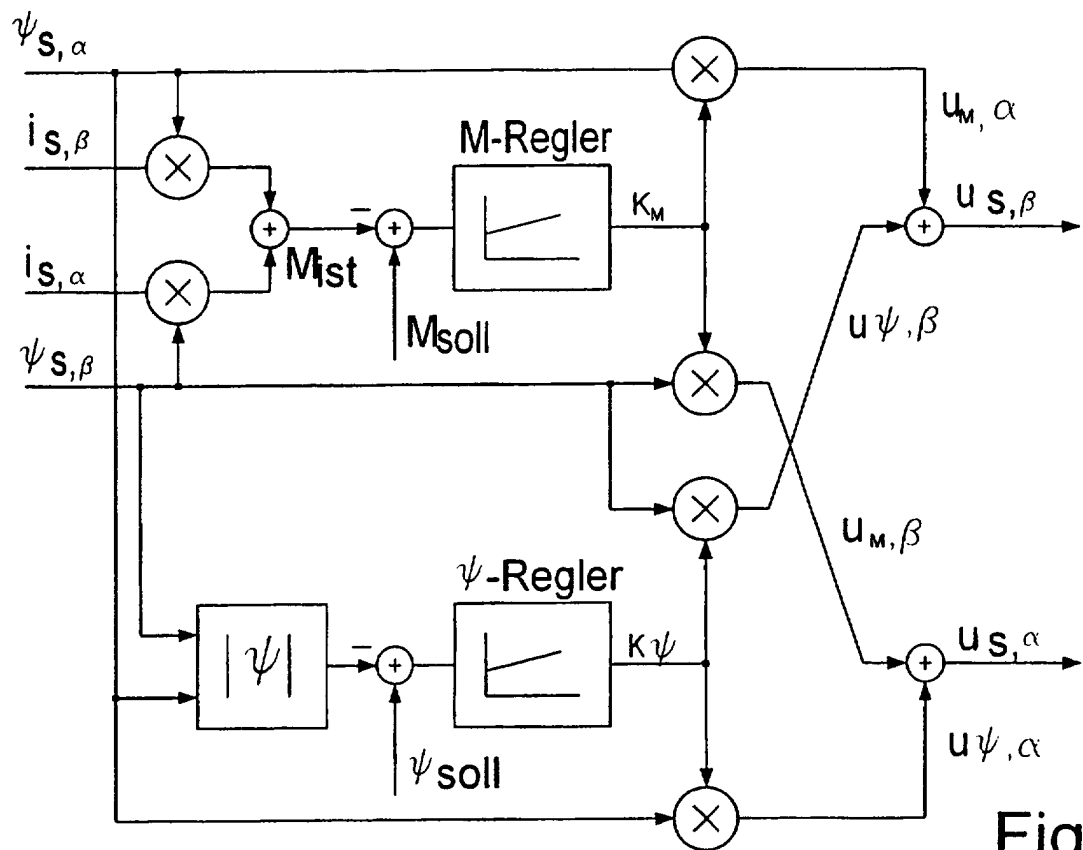 ψs,α
is,β
M-Regler
uM,α
KM
us,β
is,α
Mist
Msoll
uψ,β
ψs,β
uM,β
ψ-Regler
Kψ
us,α
|ψ|
ψsoll
uψ,α
Fig